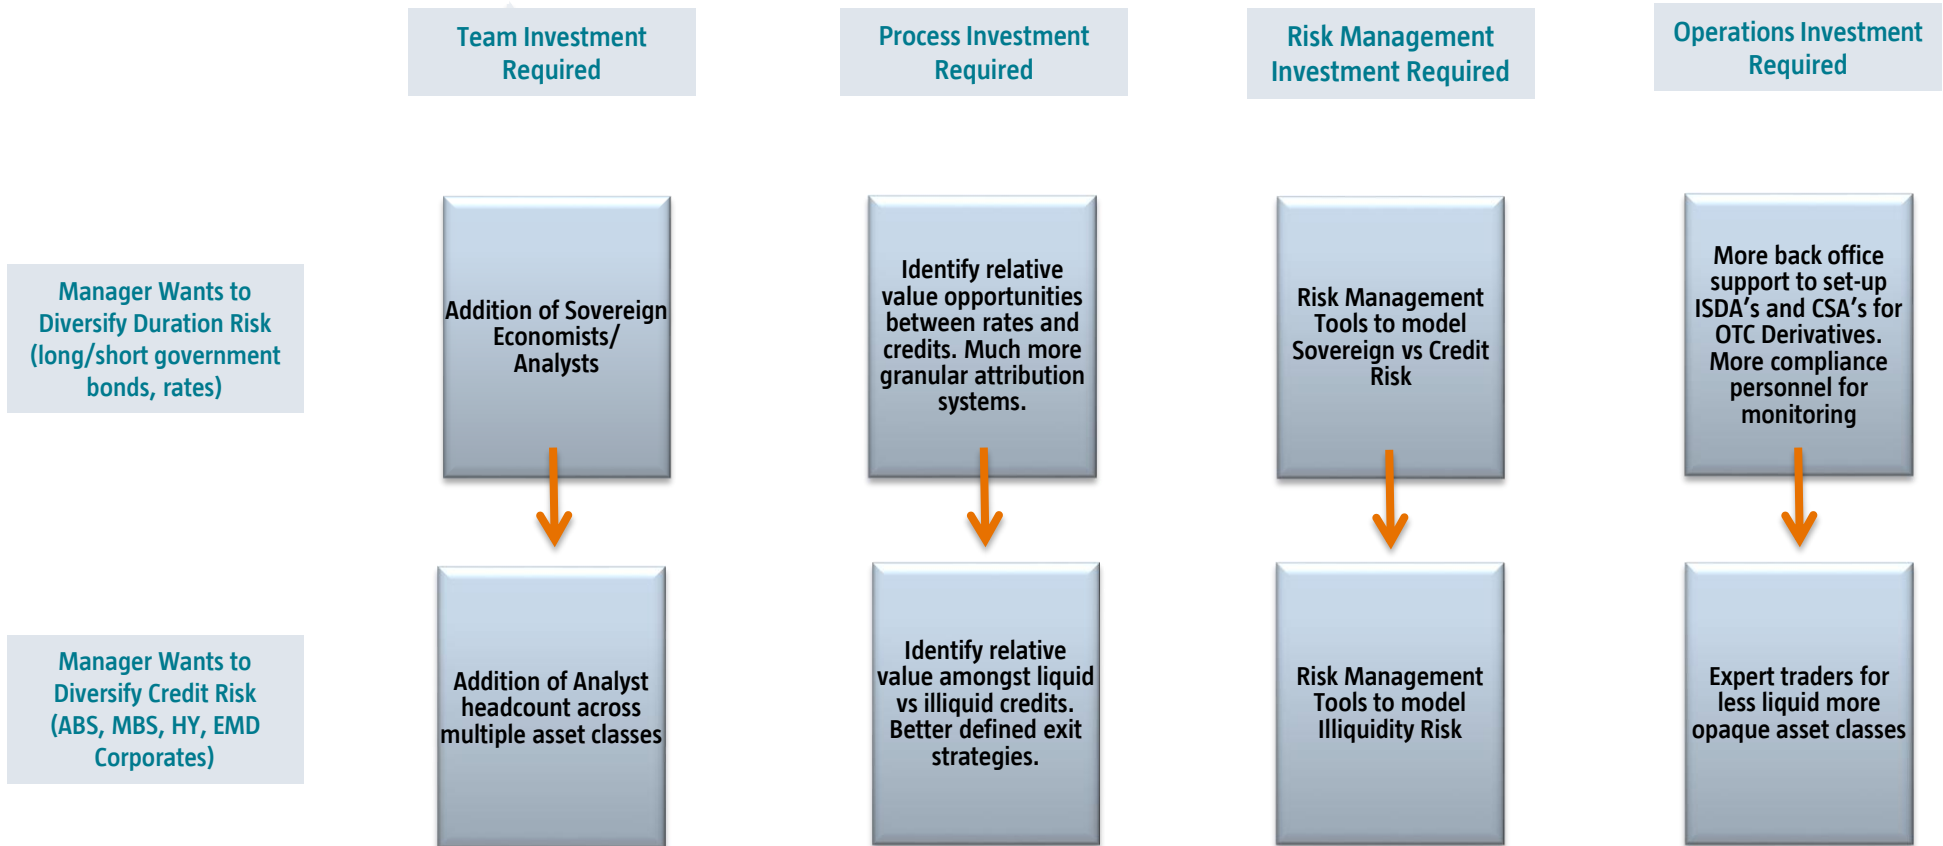 Team Investment
Required
Process Investment
Required
Risk Management
Investment Required
Operations Investment
Required
Manager Wants to
Diversify Duration Risk
(long/short government
bonds, rates)
Addition of Sovereign
Economists/
Analysts
Identify relative
value opportunities
between rates and
credits. Much more
granular attribution
systems.
Risk Management
Tools to model
Sovereign vs Credit
Risk
More back office
support to set-up
ISDA's and CSA's for
OTC Derivatives.
More compliance
personnel for
monitoring
Manager Wants to
Diversify Credit Risk
(ABS, MBS, HY, EMD
Corporates)
Addition of Analyst
headcount across
multiple asset classes
Identify relative
value amongst liquid
vs illiquid credits.
Better defined exit
strategies.
Risk Management
Tools to model
Illiquidity Risk
Expert traders for
less liquid more
opaque asset classes